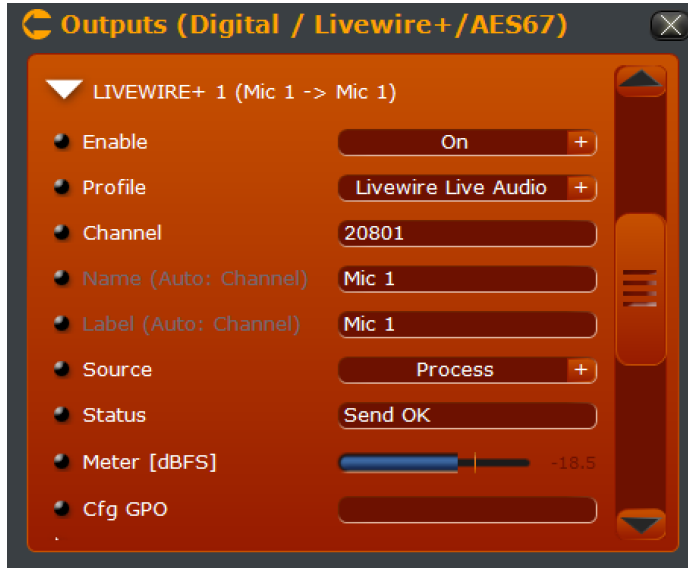 Outputs (Digital / Livewire+/AES67)
LIVEWIRE+ 1 (Mic 1 -> Mic 1)
Enable On +
Profile Livewire Live Audio +
Channel 20801
Name (Auto: Channel) Mic 1
Label (Auto: Channel) Mic 1
Source Process +
Status Send OK
Meter [dBFS] -18.5
Cfg GPO